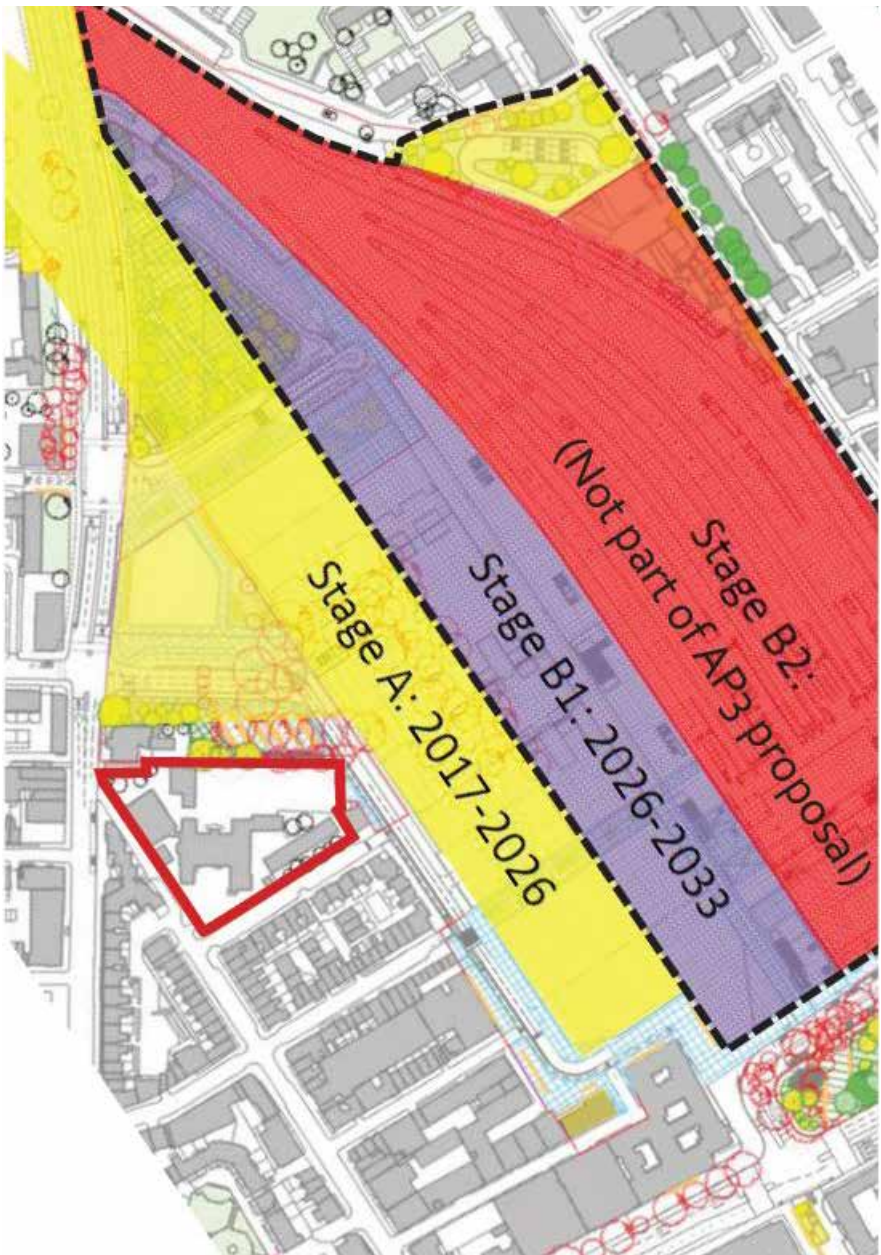 Stage A: 2017-2026
Stage B1: 2026-2033
Stage B2:
(Not part of AP3 proposal)